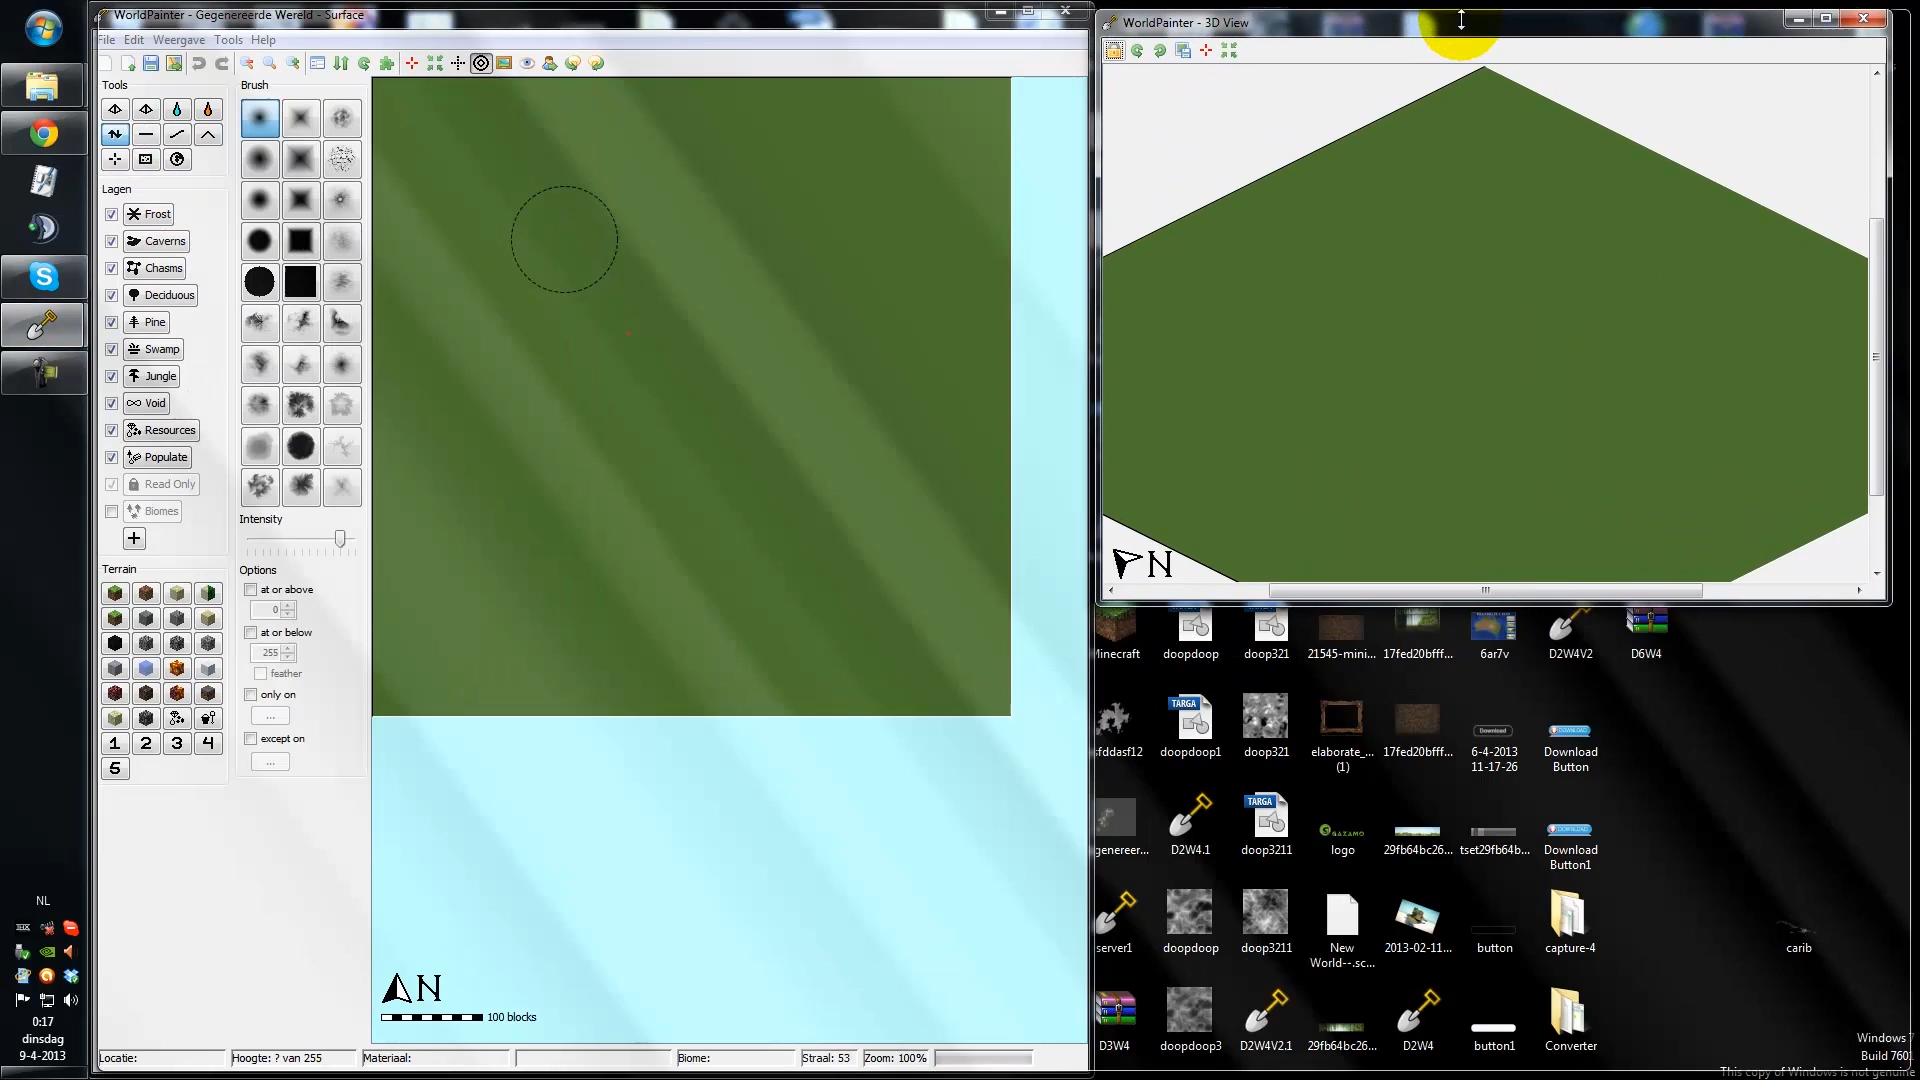 WorldPainter - Gegenereerde Wereld - Surface
File Edit Weergave Tools Help
Tools
Brush
Lagen
Frost
Caverns
Chasms
Deciduous
Pine
Swamp
Jungle
Void
Resources
Populate
Read Only
Biomes
Terrain
1 2 3 4
5
Intensity
Options
at or above
0
at or below
255
feather
only on
...
except on
...
N
100 blocks
Locatie:
Hoogte: ? van 255
Materiaal:
Biome:
Straal: 53
Zoom: 100%
WorldPainter - 3D View
N
Minecraft
doopdoop
doop321
21545-mini...
17fed20bfff...
6ar7v
D2W4V2
D6W4
sfddasf12
TARGA
doopdoop1
doop321
elaborate_... (1)
17fed20bfff...
Download
6-4-2013 11-17-26
Download Button
genereer...
D2W4.1
TARGA
doop3211
GAZAMO
logo
29fb64bc26...
tset29fb64b...
Download Button1
server1
doopdoop
doop3211
New World--.sc...
2013-02-11...
button
capture-4
carib
D3W4
doopdoop3
D2W4V2.1
29fb64bc26...
D2W4
button1
Converter
NL
0:17
dinsdag
9-4-2013
Windows 7
Build 7601
This copy of Windows is not genuine